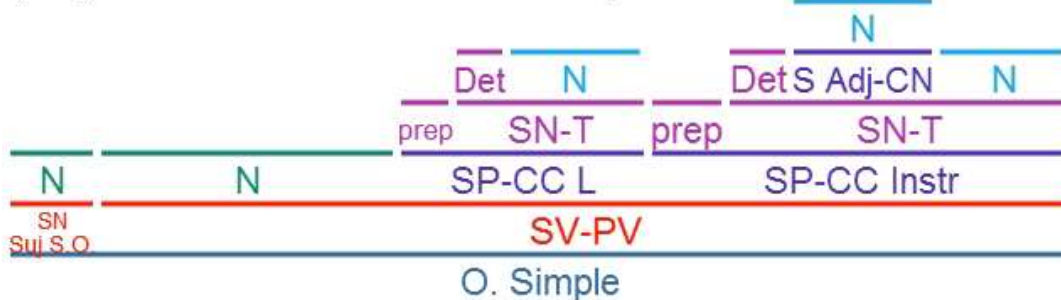 N
Det N Det S Adj-CN N
prep SN-T prep SN-T
N N SP-CC L SP-CC Instr
SN
Suj S.O.
SV-PV
O. Simple